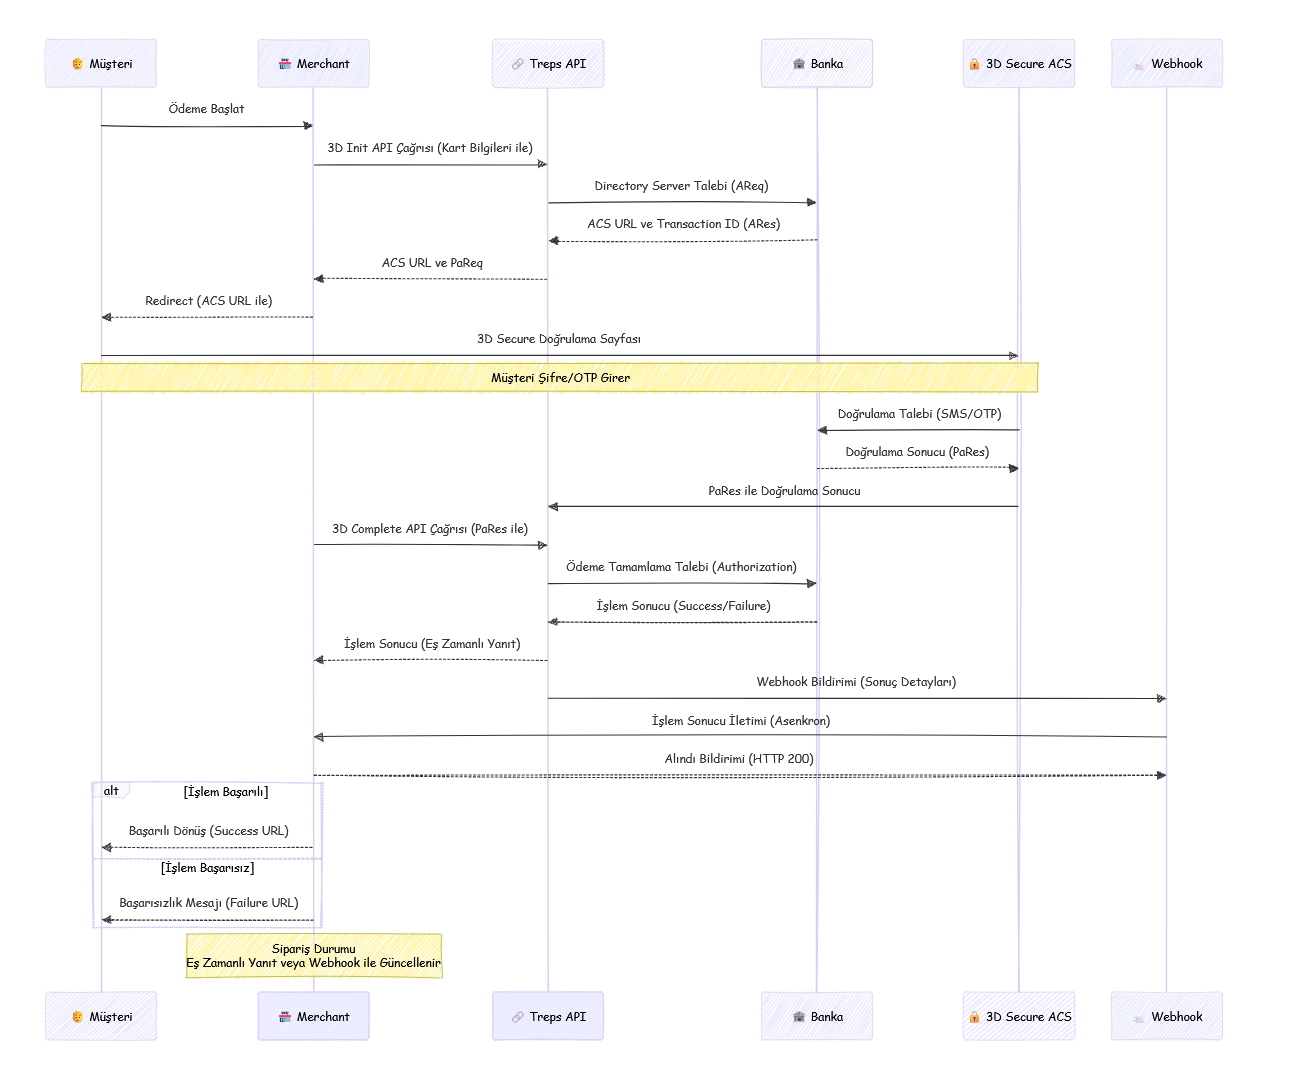 Müşteri
Merchant
Treps API
Banka
3D Secure ACS
Webhook
Ödeme Başlat
3D Init API Çağrısı (Kart Bilgileri ile)
Directory Server Talebi (AReq)
ACS URL ve Transaction ID (ARes)
ACS URL ve PaReq
Redirect (ACS URL ile)
3D Secure Doğrulama Sayfası
Müşteri Şifre/OTP Girer
Doğrulama Talebi (SMS/OTP)
Doğrulama Sonucu (PaRes)
PaRes ile Doğrulama Sonucu
3D Complete API Çağrısı (PaRes ile)
Ödeme Tamamlama Talebi (Authorization)
İşlem Sonucu (Success/Failure)
İşlem Sonucu (Eş Zamanlı Yanıt)
Webhook Bildirimi (Sonuç Detayları)
İşlem Sonucu İletimi (Asenkron)
Alındı Bildirimi (HTTP 200)
alt
[İşlem Başarılı]
Başarılı Dönüş (Success URL)
[İşlem Başarısız]
Başarısızlık Mesajı (Failure URL)
Sipariş Durumu
Eş Zamanlı Yanıt veya Webhook ile Güncellenir
Müşteri
Merchant
Treps API
Banka
3D Secure ACS
Webhook